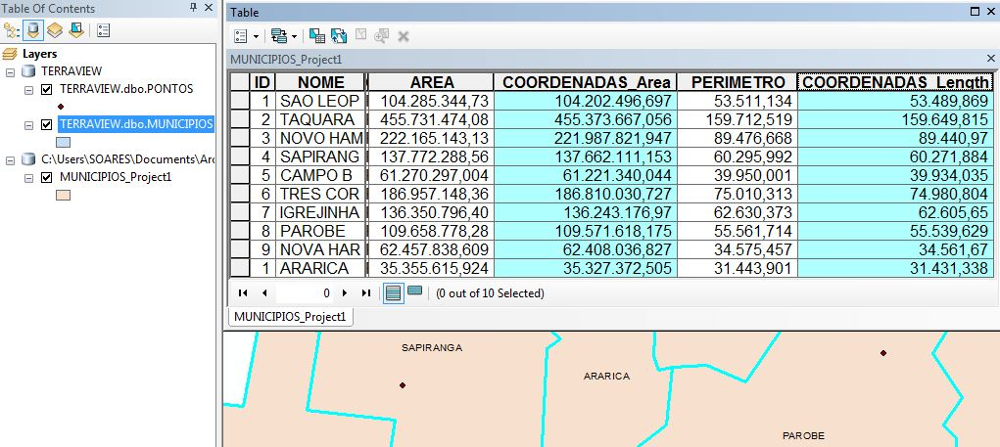 Table Of Contents
Layers
TERRAVIEW
TERRAVIEW.dbo.PONTOS
TERRAVIEW.dbo.MUNICIPIOS
C:\Users\SOARES\Documents\Arc
MUNICIPIOS_Project1
Table
MUNICIPIOS_Project1
ID NOME AREA COORDENADAS_Area PERIMETRO COORDENADAS_Length
1 SAO LEOP 104.285.344,73 104.202.496,697 53.511,134 53.489,869
2 TAQUARA 455.731.474,08 455.373.667,056 159.712,519 159.649,815
3 NOVO HAM 222.165.143,13 221.987.821,947 89.476,668 89.440,97
4 SAPIRANG 137.772.288,56 137.662.111,153 60.295,992 60.271,884
5 CAMPO B 61.270.297,004 61.221.340,044 39.950,001 39.934,035
6 TRES COR 186.957.148,36 186.810.030,727 75.010,313 74.980,804
7 IGREJINHA 136.350.796,40 136.243.176,97 62.630,373 62.605,65
8 PAROBE 109.658.778,28 109.571.618,175 55.561,714 55.539,629
9 NOVA HAR 62.457.838,609 62.408.036,827 34.575,457 34.561,67
1 ARARICA 35.355.615,924 35.327.372,505 31.443,901 31.431,338
0 (0 out of 10 Selected)
MUNICIPIOS_Project1
SAPIRANGA
ARARICA
PAROBE